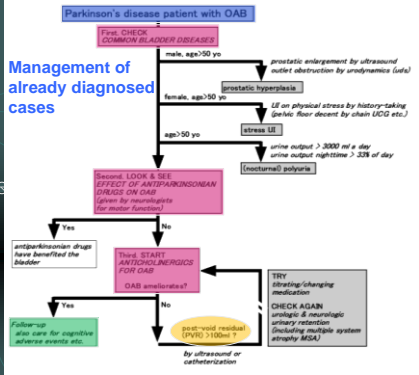 Parkinson's disease patient with OAB
First, CHECK
COMMON BLADDER DISEASES
Management of
already diagnosed
cases
male, age>50 yo
prostatic enlargement by ultrasound
outlet obstruction by urodynamics (uds)
prostatic hyperplasia
female, age>50 yo
UI on physical stress by history-taking
(pelvic floor decent by chain UCG etc.)
stress UI
age>50 yo
urine output > 3000 ml a day
urine output nighttime > 33% of day
(nocturnal) polyuria
Second, LOOK & SEE
EFFECT OF ANTIPARKINSONIAN
DRUGS ON OAB
(given by neurologists
for motor function)
Yes
No
antiparkinsonian drugs
have benefited the
bladder
Third, START
ANTICHOLINERGICS
FOR OAB
OAB ameliorates?
Yes
No
Follow-up
also care for cognitive
adverse events etc.
post-void residual
(PVR) >100ml ?
by ultrasound or
catheterization
TRY
titrating/changing
medication
CHECK AGAIN
urologic & neurologic
urinary retention
(including multiple system
atrophy MSA)